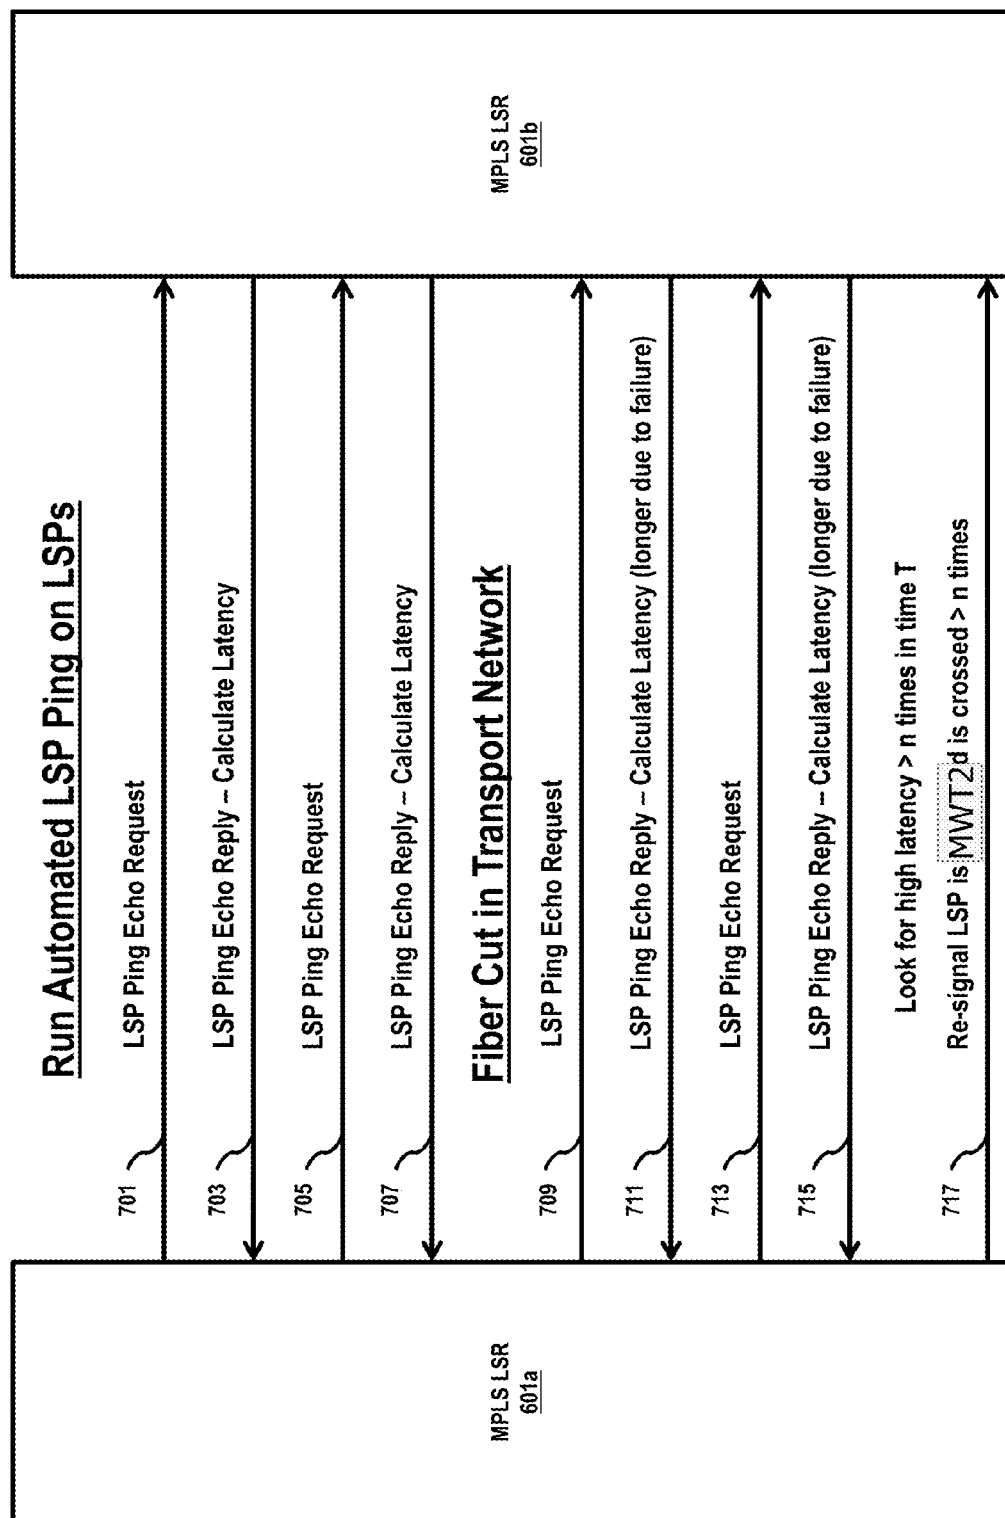 Run Automated LSP Ping on LSPs
MPLS LSR
601a
MPLS LSR
601b
701
LSP Ping Echo Request
703
LSP Ping Echo Reply – Calculate Latency
705
LSP Ping Echo Request
707
LSP Ping Echo Reply – Calculate Latency
Fiber Cut in Transport Network
709
LSP Ping Echo Request
711
LSP Ping Echo Reply – Calculate Latency (longer due to failure)
713
LSP Ping Echo Request
715
LSP Ping Echo Reply – Calculate Latency (longer due to failure)
Look for high latency > n times in time T
717
Re-signal LSP is MWT2d is crossed > n times